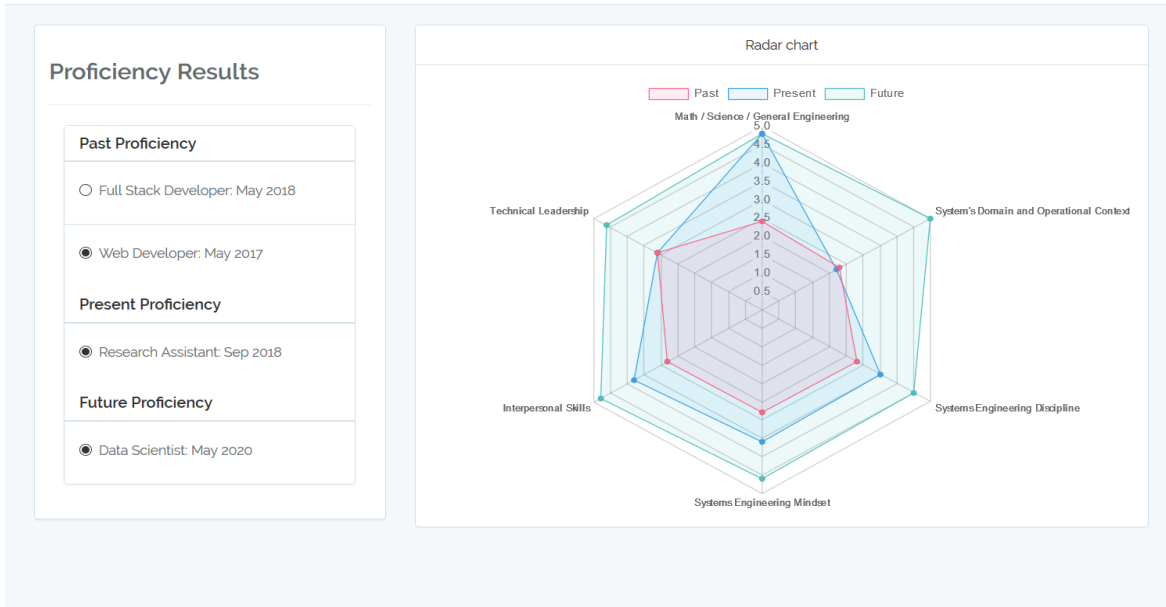 Proficiency Results
Past Proficiency
Full Stack Developer: May 2018
Web Developer: May 2017
Present Proficiency
Research Assistant: Sep 2018
Future Proficiency
Data Scientist: May 2020
Radar chart
Past Present Future
Math / Science / General Engineering
5.0
4.5
4.0
3.5
3.0
Technical Leadership System's Domain and Operational Context
2.5
2.0
1.5
1.0
0.5
Interpersonal Skills Systems Engineering Discipline
Systems Engineering Mindset